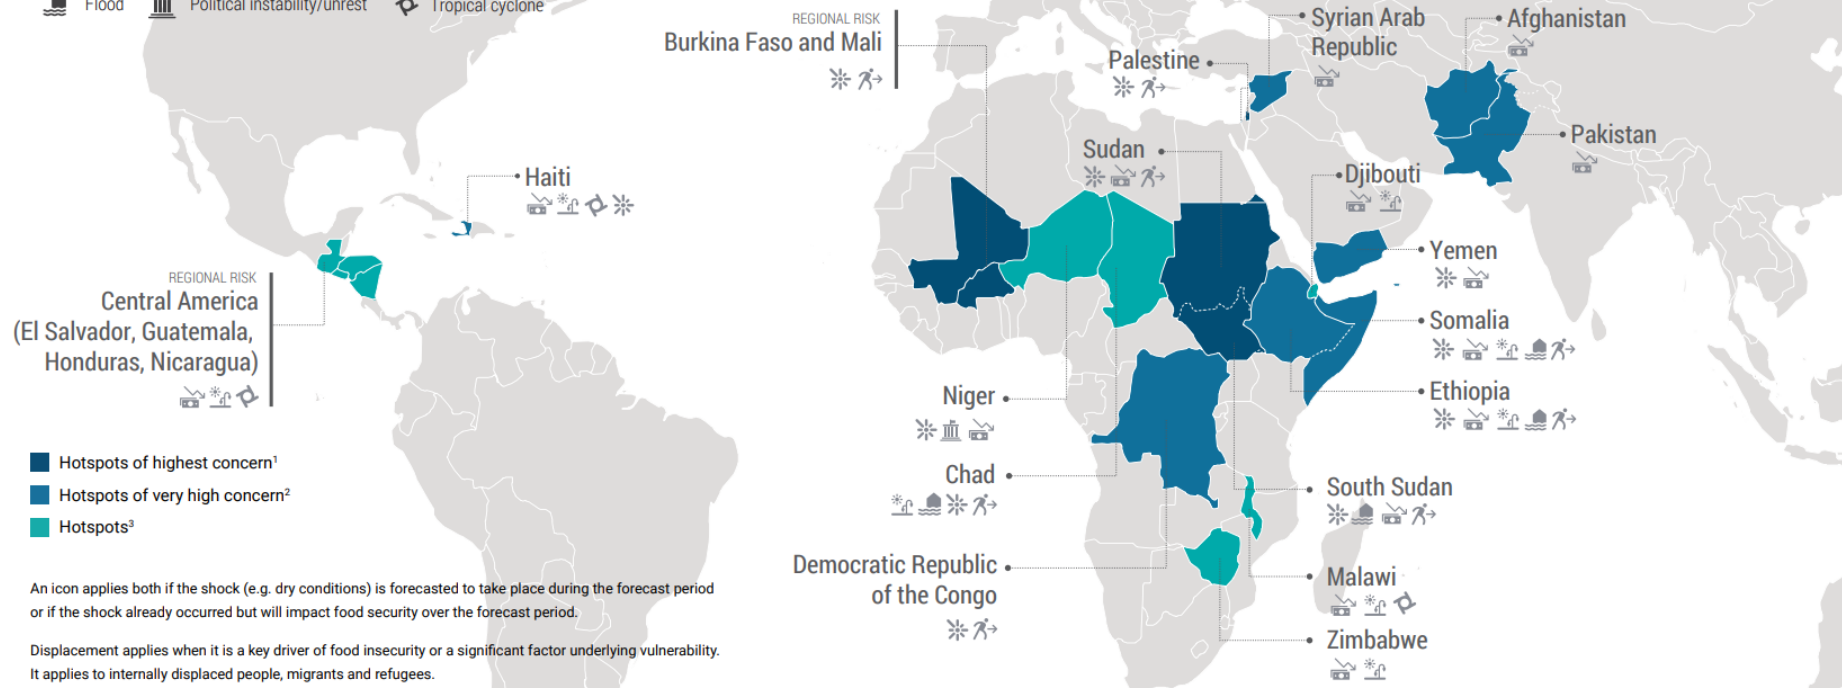 Flood
Political instability/unrest
Tropical cyclone
REGIONAL RISK
Burkina Faso and Mali
Palestine
Syrian Arab
Republic
Afghanistan
Pakistan
Sudan
Djibouti
Haiti
Yemen
REGIONAL RISK
Central America
(El Salvador, Guatemala,
Honduras, Nicaragua)
Somalia
Niger
Ethiopia
Hotspots of highest concern¹
Hotspots of very high concern²
Hotspots³
Chad
South Sudan
Democratic Republic
of the Congo
Malawi
Zimbabwe
An icon applies both if the shock (e.g. dry conditions) is forecasted to take place during the forecast period
or if the shock already occurred but will impact food security over the forecast period.
Displacement applies when it is a key driver of food insecurity or a significant factor underlying vulnerability.
It applies to internally displaced people, migrants and refugees.